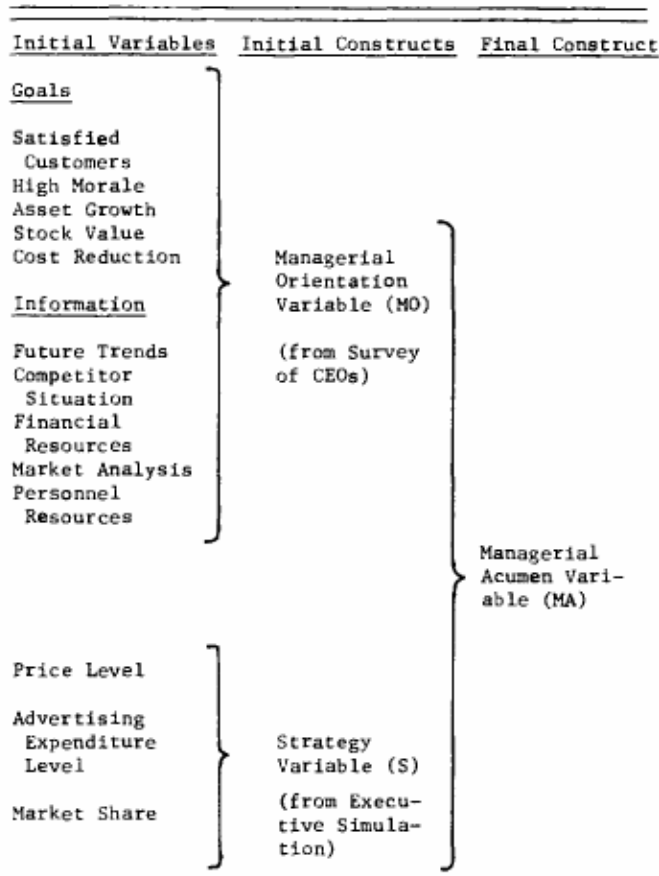 Initial Variables Initial Constructs Final Construct
Goals
Satisfied
Customers
High Morale
Asset Growth
Stock Value
Cost Reduction
Information
Future Trends
Competitor
Situation
Financial
Resources
Market Analysis
Personnel
Resources
Managerial
Orientation
Variable (MO)
(from Survey
of CEOs)
Price Level
Advertising
Expenditure
Level
Market Share
Strategy
Variable (S)
(from Execu-
tive Simula-
tion)
Managerial
Acumen Vari-
able (MA)